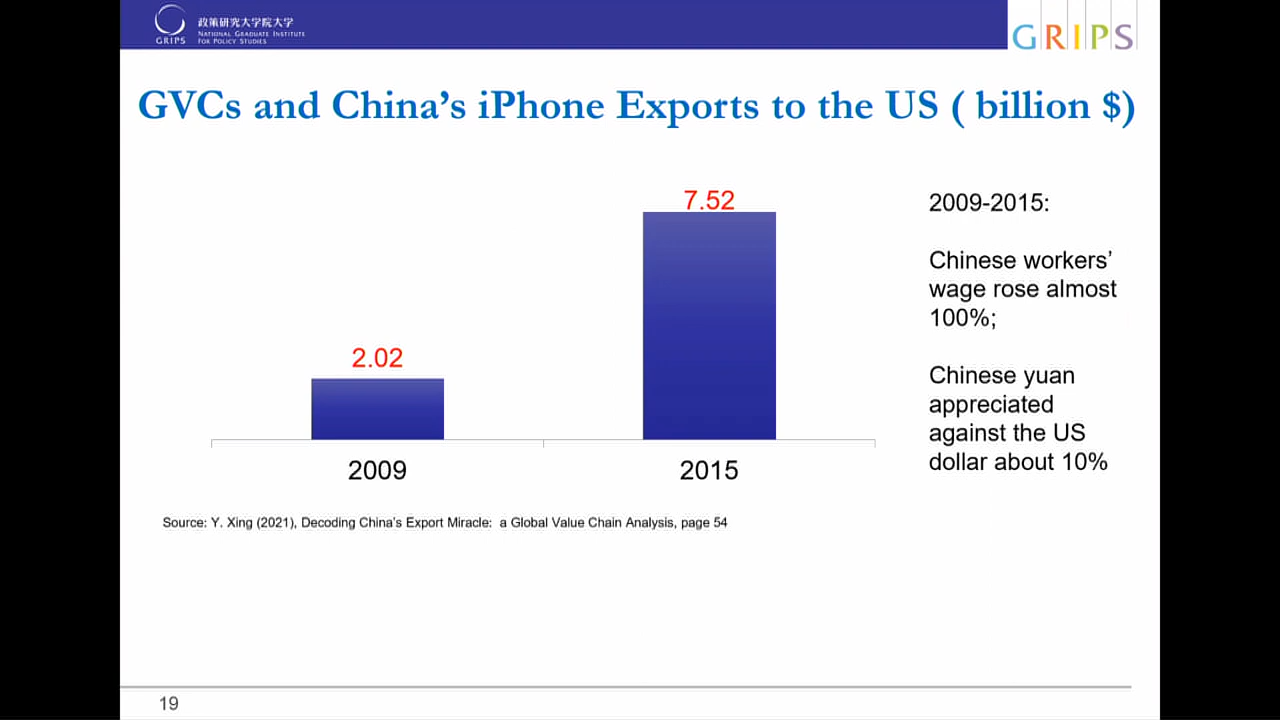 政策研究大学院大学
NATIONAL GRADUATE INSTITUTE
FOR POLICY STUDIES
GRIPS
GRIPS
GVCs and China’s iPhone Exports to the US ( billion $)
7.52
2.02
2009
2015
2009-2015:
Chinese workers’
wage rose almost
100%;
Chinese yuan
appreciated
against the US
dollar about 10%
Source: Y. Xing (2021), Decoding China’s Export Miracle: a Global Value Chain Analysis, page 54
19